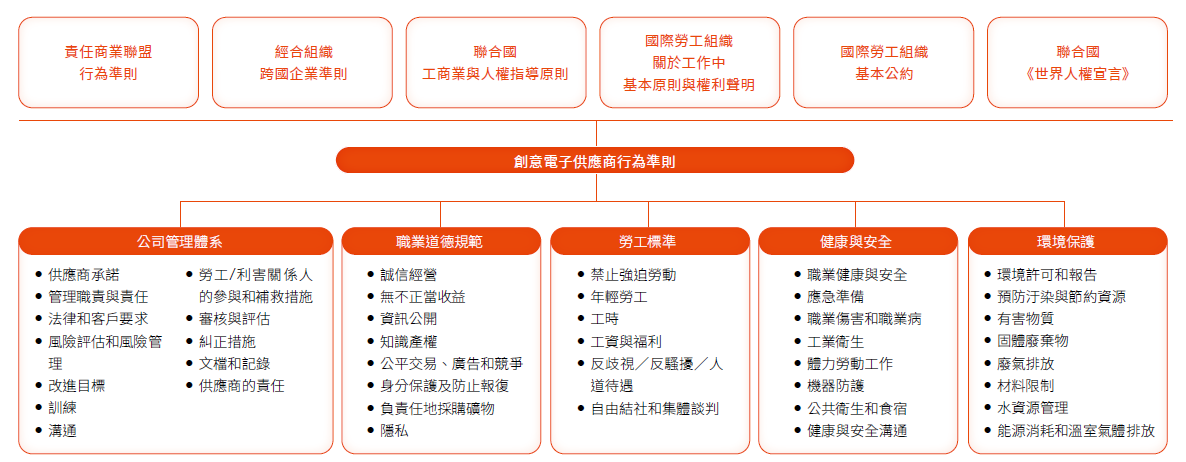 責任商業聯盟
行為準則
經合組織
跨國企業準則
聯合國
工商業與人權指導原則
國際勞工組織
關於工作中
基本原則與權利聲明
國際勞工組織
基本公約
聯合國
《世界人權宣言》
創意電子供應商行為準則
公司管理體系
• 供應商承諾
• 管理職責與責任
• 法律和客戶要求
• 風險評估和風險管
理
• 改進目標
• 訓練
• 溝通
• 勞工/利害關係人
的參與和補救措施
• 審核與評估
• 糾正措施
• 文檔和記錄
• 供應商的責任
職業道德規範
• 誠信經營
• 無不正當收益
• 資訊公開
• 知識產權
• 公平交易、廣告和競爭
• 身分保護及防止報復
• 負責任地採購礦物
• 隱私
勞工標準
• 禁止強迫勞動
• 年輕勞工
• 工時
• 工資與福利
• 反歧視／反騷擾／人
道待遇
• 自由結社和集體談判
健康與安全
• 職業健康與安全
• 應急準備
• 職業傷害和職業病
• 工業衛生
• 體力勞動工作
• 機器防護
• 公共衛生和食宿
• 健康與安全溝通
環境保護
• 環境許可和報告
• 預防汙染與節約資源
• 有害物質
• 固體廢棄物
• 廢氣排放
• 材料限制
• 水資源管理
• 能源消耗和溫室氣體排放